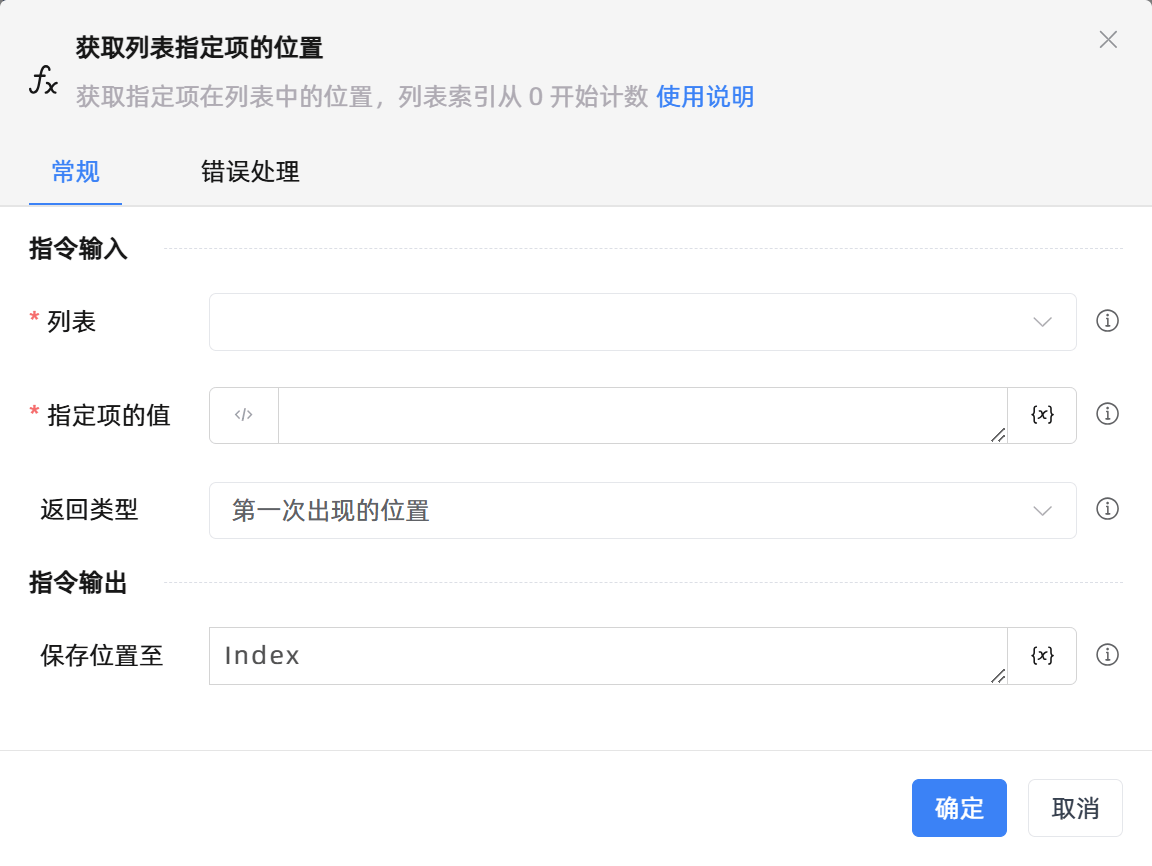 获取列表指定项的位置
fx 获取指定项在列表中的位置，列表索引从 0 开始计数 使用说明
常规 错误处理
指令输入
* 列表
* 指定项的值 </> {x}
返回类型 第一次出现的位置
指令输出
保存位置至 Index {x}
确定 取消